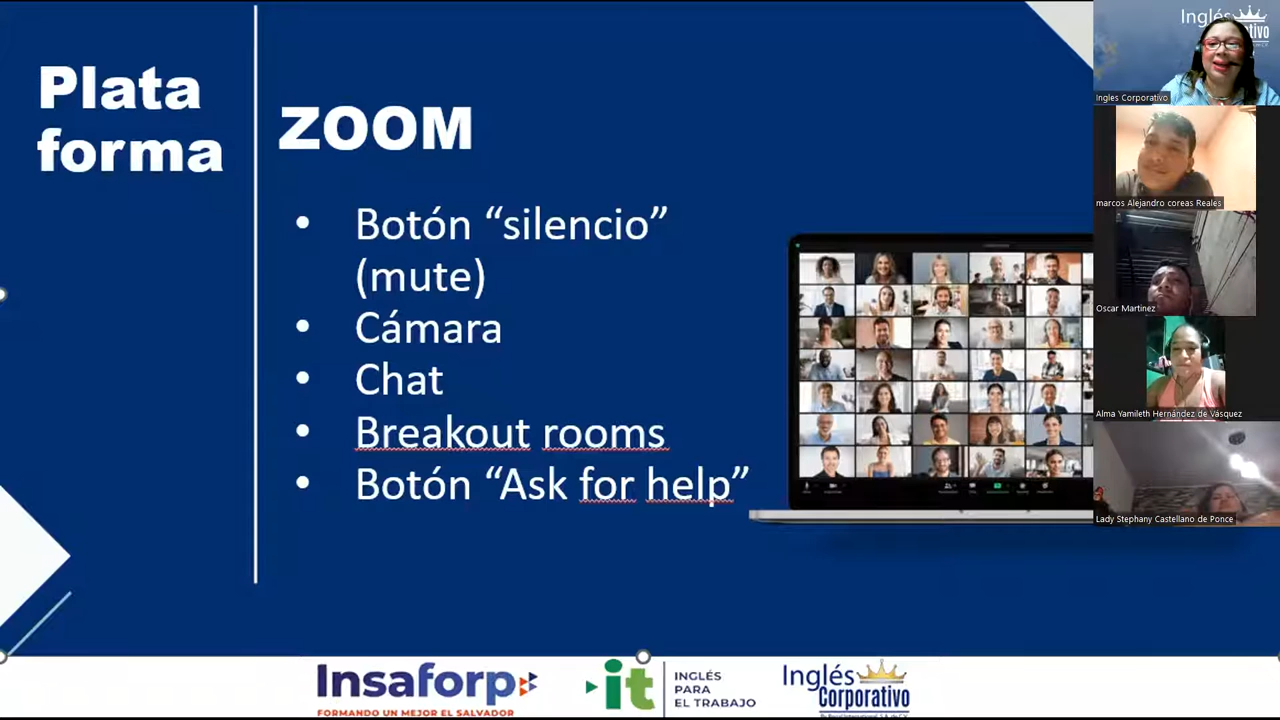 Plata
forma
ZOOM
• Botón “silencio”
(mute)
• Cámara
• Chat
• Breakout rooms
• Botón “Ask for help”
Insaforp
FORMANDO UN MEJOR EL SALVADOR
it
INGLÉS
PARA
EL TRABAJO
Inglés
Corporativo
Inglés
Ingles Corporativo
marcos Alejandro coreas Reales
Oscar Martinez
Alma Yamileth Hernández de Vásquez
Lady Stephany Castellano de Ponce